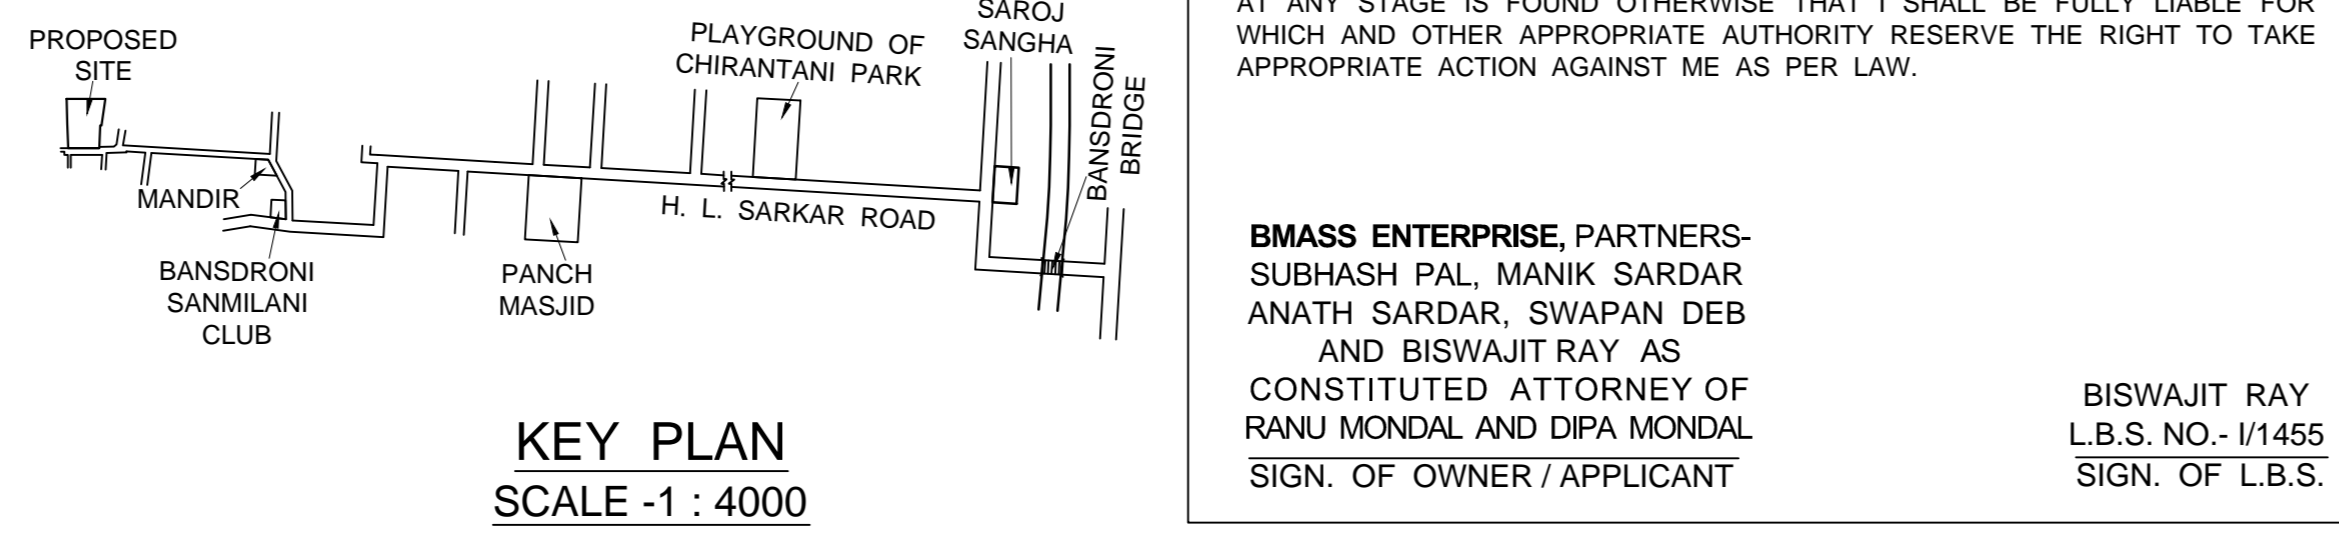 PROPOSED
SITE
PLAYGROUND OF
CHIRANTANI PARK
SAROJ
SANGHA
BANSDRONI
BRIDGE
MANDIR
H. L. SARKAR ROAD
BANSDRONI
SANMILANI
CLUB
PANCH
MASJID
KEY PLAN
SCALE -1 : 4000
AT ANY STAGE IS FOUND OTHERWISE THAT I SHALL BE FULLY LIABLE FOR
WHICH AND OTHER APPROPRIATE AUTHORITY RESERVE THE RIGHT TO TAKE
APPROPRIATE ACTION AGAINST ME AS PER LAW.
BMASS ENTERPRISE, PARTNERS-
SUBHASH PAL, MANIK SARDAR
ANATH SARDAR, SWAPAN DEB
AND BISWAJIT RAY AS
CONSTITUTED ATTORNEY OF
RANU MONDAL AND DIPA MONDAL
SIGN. OF OWNER / APPLICANT
BISWAJIT RAY
L.B.S. NO.- I/1455
SIGN. OF L.B.S.